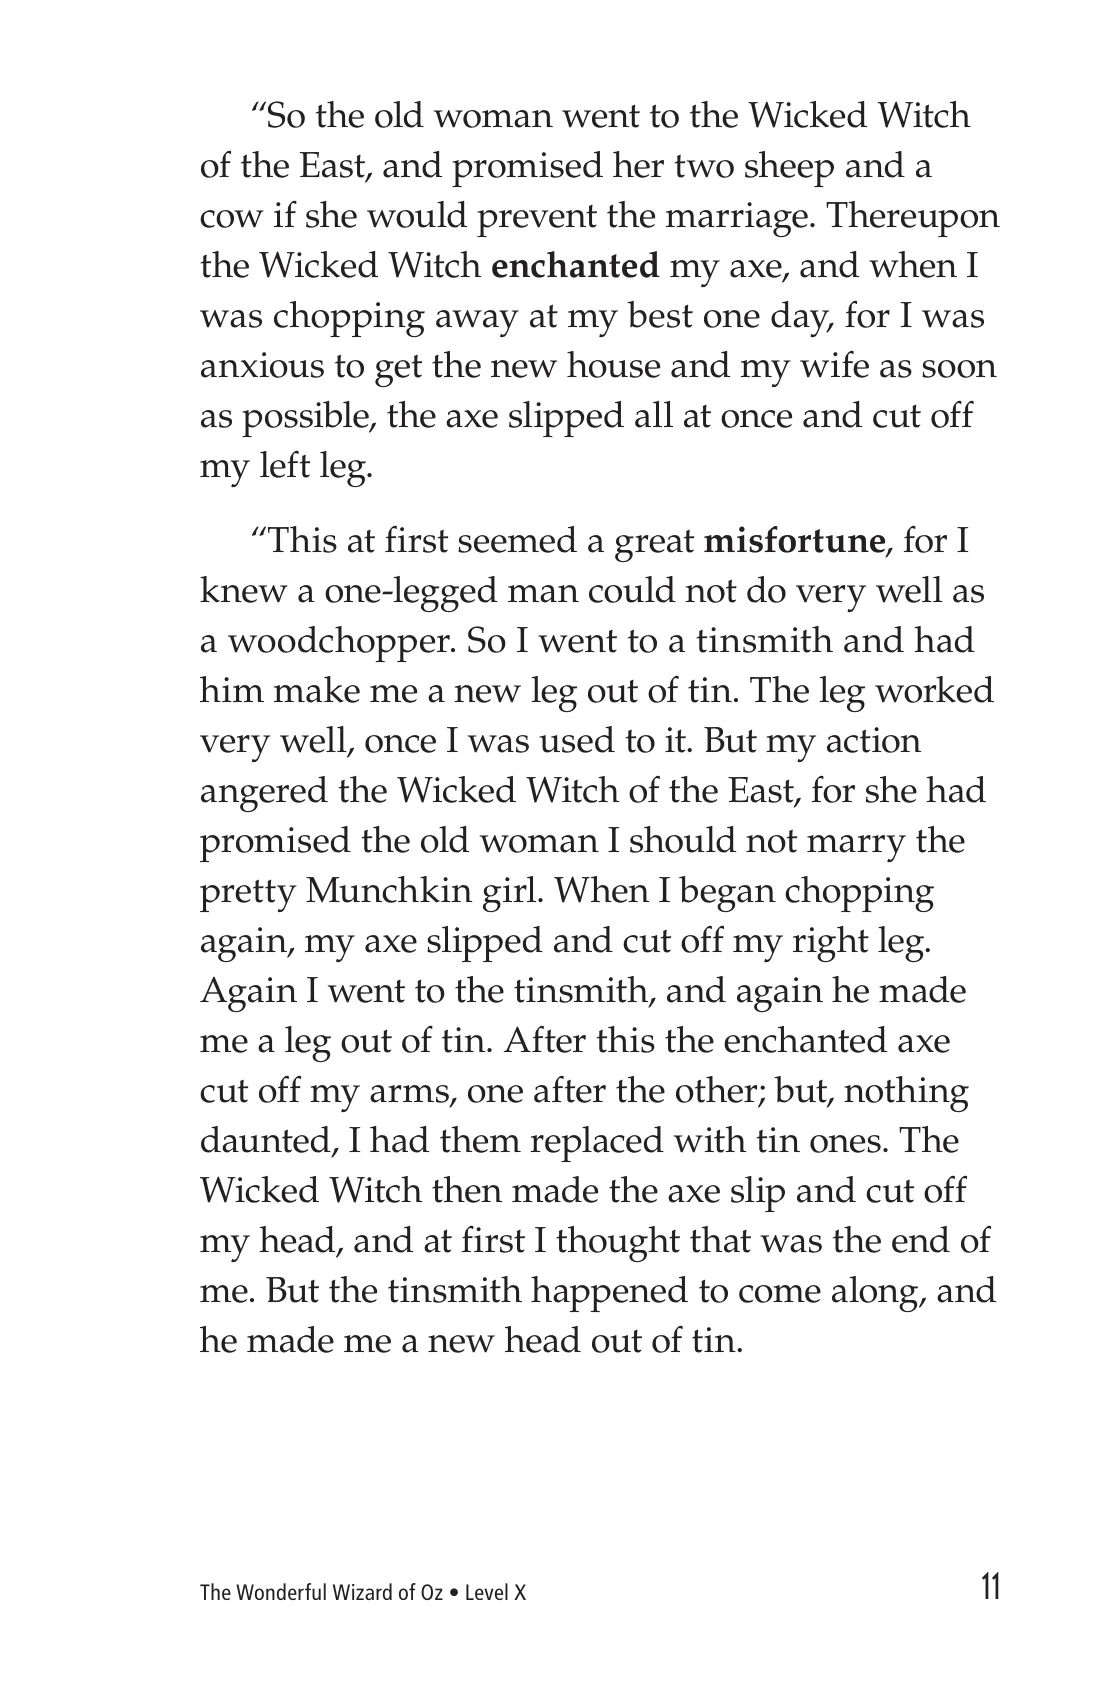 “So the old woman went to the Wicked Witch
of the East, and promised her two sheep and a
cow if she would prevent the marriage. Thereupon
the Wicked Witch enchanted my axe, and when I
was chopping away at my best one day, for I was
anxious to get the new house and my wife as soon
as possible, the axe slipped all at once and cut off
my left leg.
“This at first seemed a great misfortune, for I
knew a one-legged man could not do very well as
a woodchopper. So I went to a tinsmith and had
him make me a new leg out of tin. The leg worked
very well, once I was used to it. But my action
angered the Wicked Witch of the East, for she had
promised the old woman I should not marry the
pretty Munchkin girl. When I began chopping
again, my axe slipped and cut off my right leg.
Again I went to the tinsmith, and again he made
me a leg out of tin. After this the enchanted axe
cut off my arms, one after the other; but, nothing
daunted, I had them replaced with tin ones. The
Wicked Witch then made the axe slip and cut off
my head, and at first I thought that was the end of
me. But the tinsmith happened to come along, and
he made me a new head out of tin.
The Wonderful Wizard of Oz • Level X
11